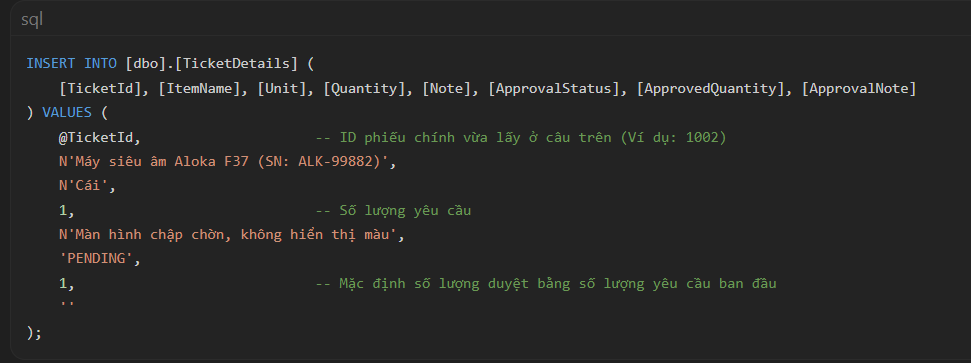 sql
INSERT INTO [dbo].[TicketDetails] (
    [TicketId], [ItemName], [Unit], [Quantity], [Note], [ApprovalStatus], [ApprovedQuantity], [ApprovalNote]
) VALUES (
    @TicketId,                     -- ID phiếu chính vừa lấy ở câu trên (Ví dụ: 1002)
    N'Máy siêu âm Aloka F37 (SN: ALK-99882)',
    N'Cái',
    1,                             -- Số lượng yêu cầu
    N'Màn hình chập chờn, không hiển thị màu',
    'PENDING',
    1,                             -- Mặc định số lượng duyệt bằng số lượng yêu cầu ban đầu
    ''
);